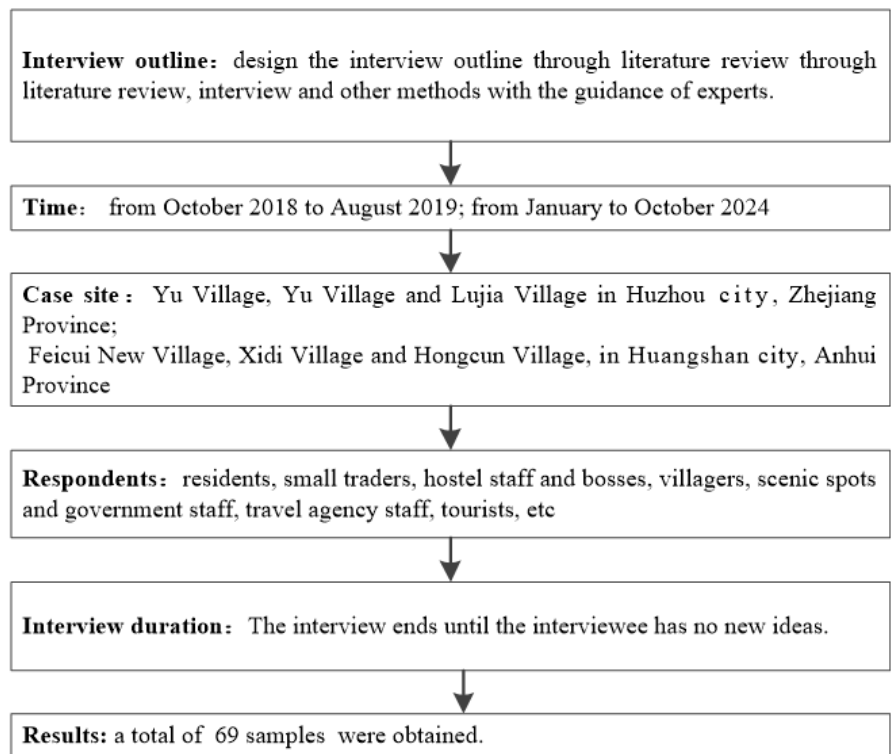 Interview outline: design the interview outline through literature review through
literature review, interview and other methods with the guidance of experts.
Time: from October 2018 to August 2019; from January to October 2024
Case site: Yu Village, Yu Village and Lujia Village in Huzhou city, Zhejiang
Province;
Feicui New Village, Xidi Village and Hongcun Village, in Huangshan city, Anhui
Province
Respondents: residents, small traders, hostel staff and bosses, villagers, scenic spots
and government staff, travel agency staff, tourists, etc
Interview duration: The interview ends until the interviewee has no new ideas.
Results: a total of 69 samples were obtained.